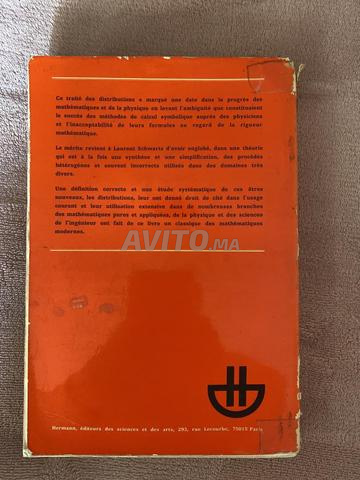 Ce traité des distributions a marqué une date dans le progrès des
mathématiques et de la physique en levant l'ambiguïté que constituaient
le succès des méthodes de calcul symbolique auprès des physiciens
et l'inacceptabilité de leurs formules au regard de la rigueur
mathématique.
Le mérite revient à Laurent Schwartz d'avoir englobé, dans une théorie
qui est à la fois une synthèse et une simplification, des procédés
hétérogènes et souvent incorrects utilisés dans des domaines très
divers.
Une définition correcte et une étude systématique de ces êtres
nouveaux, les distributions, leur ont donné droit de cité dans l'usage
courant et leur utilisation extensive dans de nombreuses branches
des mathématiques pures et appliquées, de la physique et des sciences
de l'ingénieur ont fait de ce livre un classique des mathématiques
modernes.
AVITO.MA
Hermann, éditeurs des sciences et des arts, 293, rue Lecourbe, 75015 Paris